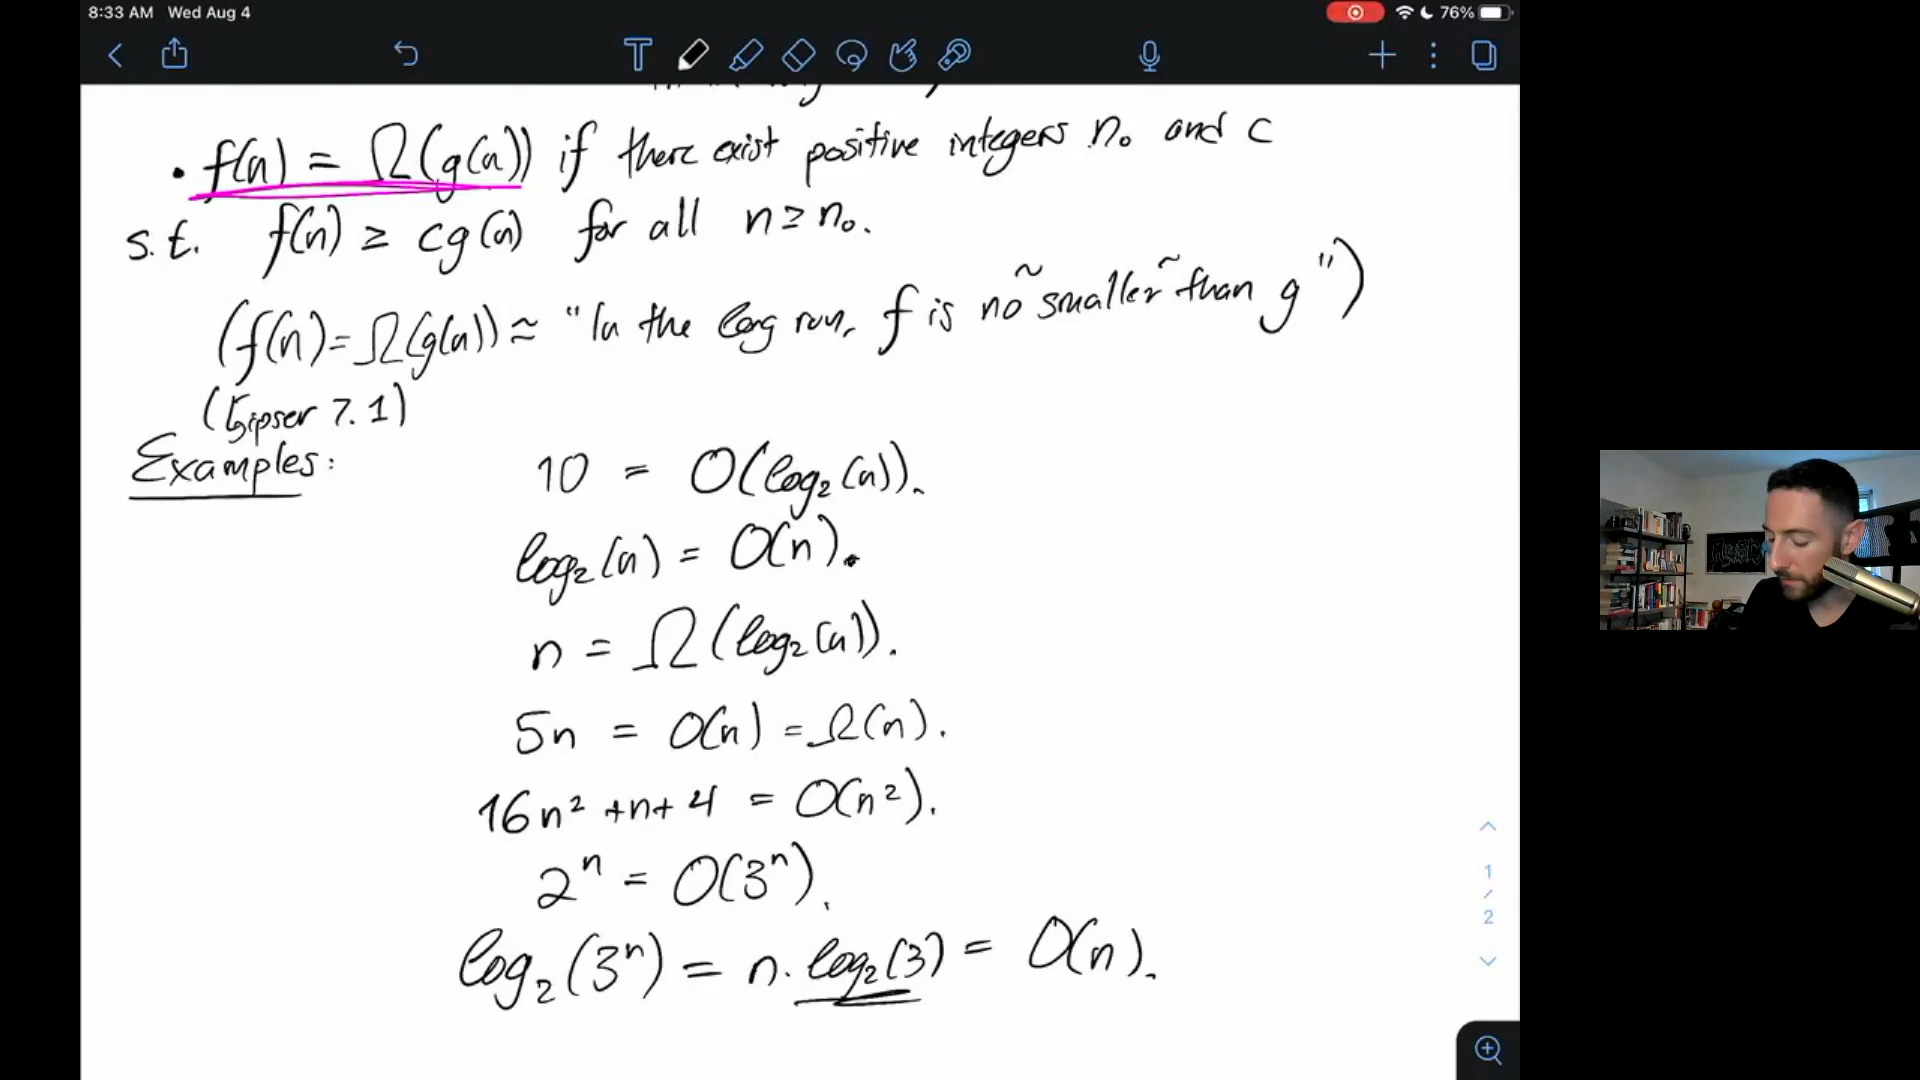 8:33 AM Wed Aug 4
76%
• f(n) = Ω(g(n)) if there exist positive integers n₀ and c
s.t. f(n) ≥ cg(n) for all n ≥ n₀.
(f(n) = Ω(g(n)) ≈ "In the long run, f is no smaller than g")
(Sipser 7.1)
Examples:
10 = O(log₂(n)).
log₂(n) = O(n).
n = Ω(log₂(n)).
5n = O(n) = Ω(n).
16n² + n + 4 = O(n²).
2ⁿ = O(3ⁿ).
log₂(3ⁿ) = n · log₂(3) = O(n).
1
/
2